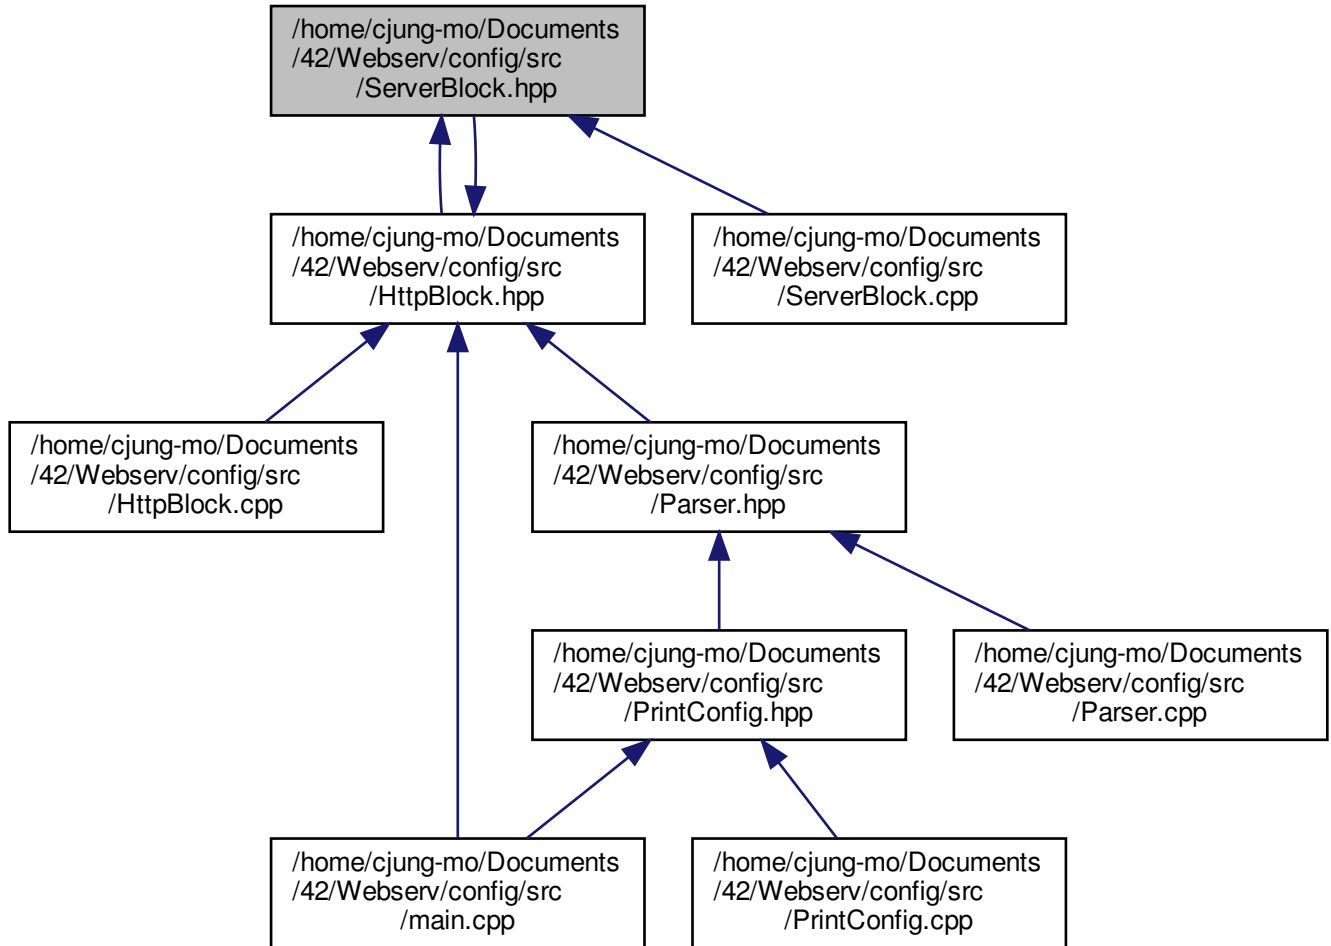 /home/cjung-mo/Documents
/42/Webserv/config/src
/ServerBlock.hpp
/home/cjung-mo/Documents
/42/Webserv/config/src
/HttpBlock.hpp
/home/cjung-mo/Documents
/42/Webserv/config/src
/ServerBlock.cpp
/home/cjung-mo/Documents
/42/Webserv/config/src
/HttpBlock.cpp
/home/cjung-mo/Documents
/42/Webserv/config/src
/Parser.hpp
/home/cjung-mo/Documents
/42/Webserv/config/src
/PrintConfig.hpp
/home/cjung-mo/Documents
/42/Webserv/config/src
/Parser.cpp
/home/cjung-mo/Documents
/42/Webserv/config/src
/main.cpp
/home/cjung-mo/Documents
/42/Webserv/config/src
/PrintConfig.cpp